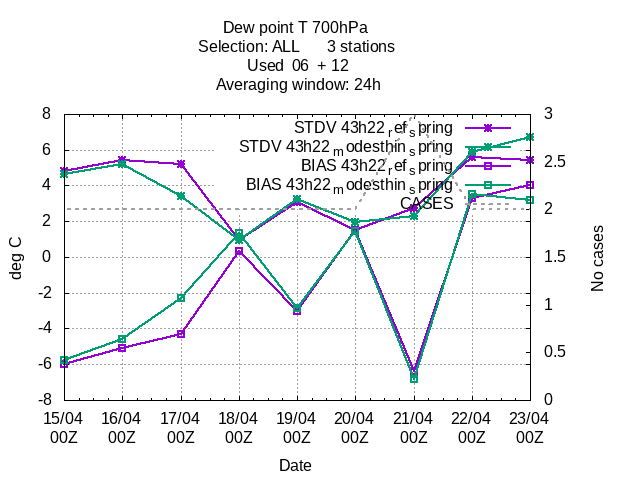 Dew point T 700hPa
Selection: ALL 3 stations
Used 06 + 12
Averaging window: 24h
8 3
STDV 43h22_ref_spring
STDV 43h22_modesthin_spring
6 2.5
BIAS 43h22_ref_spring
BIAS 43h22_modesthin_spring
4
CASES
2 2
0 1.5
deg C No cases
-2
-4 1
-6 0.5
-8 0
15/04 16/04 17/04 18/04 19/04 20/04 21/04 22/04 23/04
00Z 00Z 00Z 00Z 00Z 00Z 00Z 00Z 00Z
Date